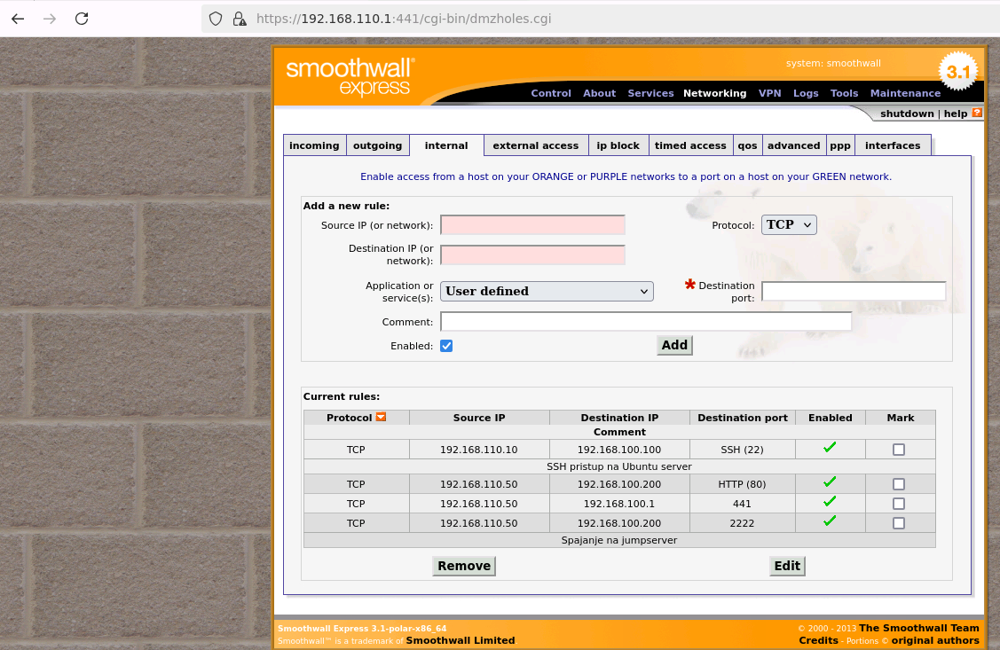 https://192.168.110.1:441/cgi-bin/dmzholes.cgi
smoothwall®
express
system: smoothwall
3.1
Control About Services Networking VPN Logs Tools Maintenance
shutdown | help ?
incoming outgoing internal external access ip block timed access qos advanced ppp interfaces
Enable access from a host on your ORANGE or PURPLE networks to a port on a host on your GREEN network.
Add a new rule:
Source IP (or network): Protocol: TCP
Destination IP (or
network):
Application or
service(s): User defined * Destination
port:
Comment:
Enabled: Add
Current rules:
Protocol Source IP Destination IP Destination port Enabled Mark
Comment
TCP 192.168.110.10 192.168.100.100 SSH (22)
SSH pristup na Ubuntu server
TCP 192.168.110.50 192.168.100.200 HTTP (80)
TCP 192.168.110.50 192.168.100.1 441
TCP 192.168.110.50 192.168.100.200 2222
Spajanje na jumpserver
Remove Edit
Smoothwall Express 3.1-polar-x86_64 © 2000 - 2013 The Smoothwall Team
Smoothwall™ is a trademark of Smoothwall Limited Credits - Portions © original authors